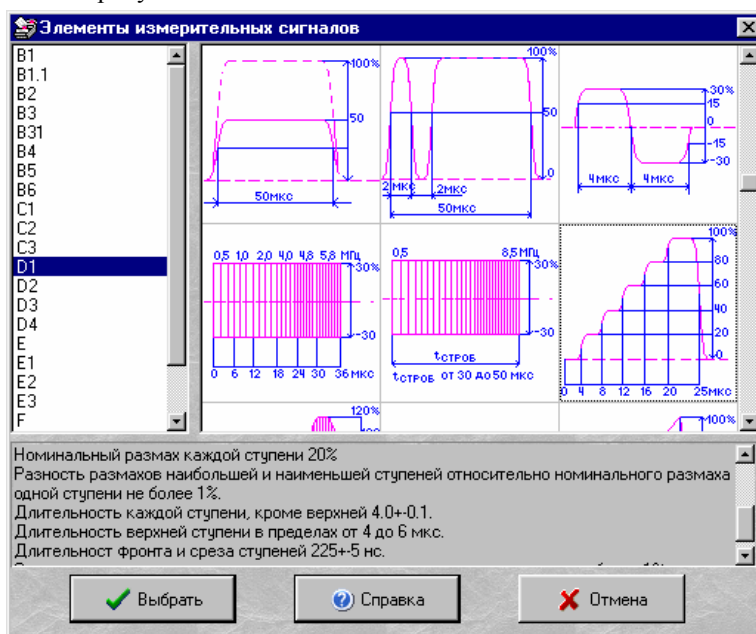 Элементы измерительных сигналов
B1
B1.1
B2
B3
B31
B4
B5
B6
C1
C2
C3
D1
D2
D3
D4
E
E1
E2
E3
F
100%
50
50мкс
100%
50
0
2 мкс
2мкс
50мкс
30%
15
0
-15
-30
4мкс
4мкс
0,5 1,0 2,0 4,0 4,8 5,8 МГц
30%
-30
0 6 12 18 24 30 36 мкс
0,5 8,5 МГц
30%
-30
tСТРОБ
tСТРОБ от 30 до 50 мкс
100%
80
60
40
20
0
0 4 8 12 16 20 25мкс
120%
100%
Номинальный размах каждой ступени 20%
Разность размахов наибольшей и наименьшей ступеней относительно номинального размаха
одной ступени не более 1%.
Длительность каждой ступени, кроме верхней 4.0+-0.1.
Длительность верхней ступени в пределах от 4 до 6 мкс.
Длительност фронта и среза ступеней 225+-5 нс.
Выбрать
Справка
Отмена